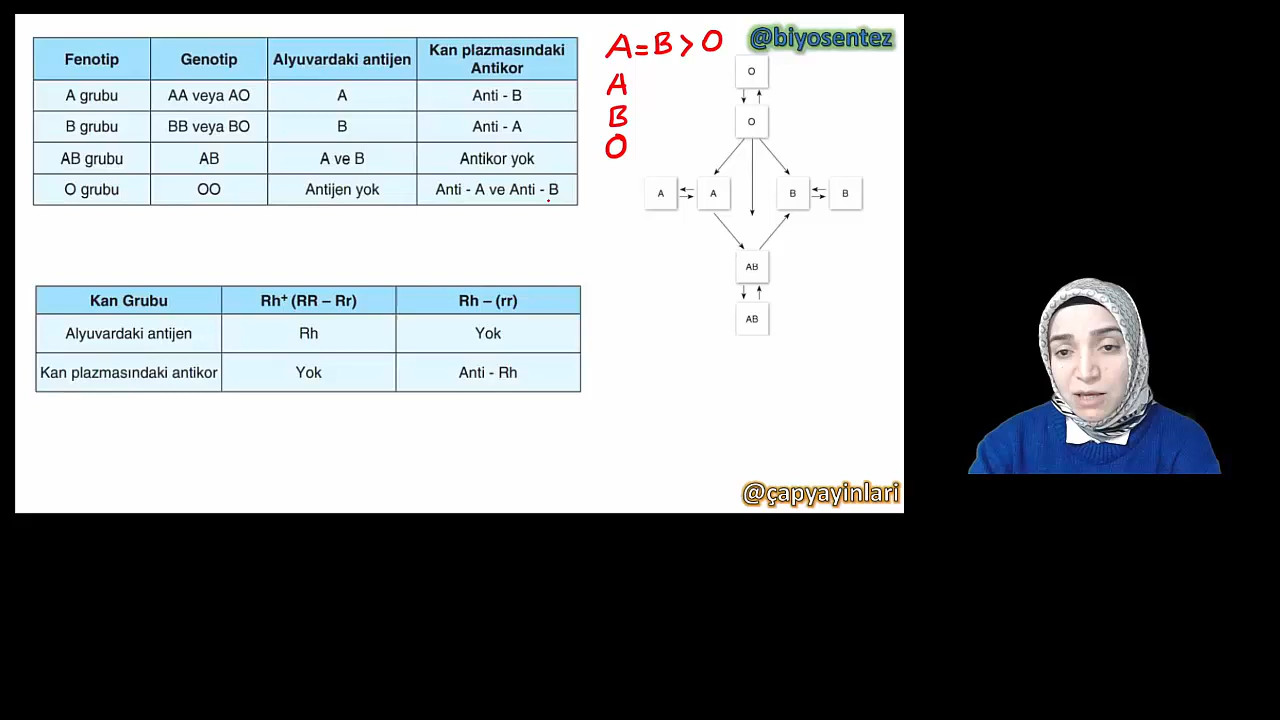 Fenotip Genotip Alyuvardaki antijen Kan plazmasındaki Antikor
A grubu AA veya AO A Anti - B
B grubu BB veya BO B Anti - A
AB grubu AB A ve B Antikor yok
O grubu OO Antijen yok Anti - A ve Anti - B
Kan Grubu Rh+ (RR – Rr) Rh – (rr)
Alyuvardaki antijen Rh Yok
Kan plazmasındaki antikor Yok Anti - Rh
A = B > O
A
B
O
@biyosentez
O
O
A A B B
AB
AB
@çapyayinlari